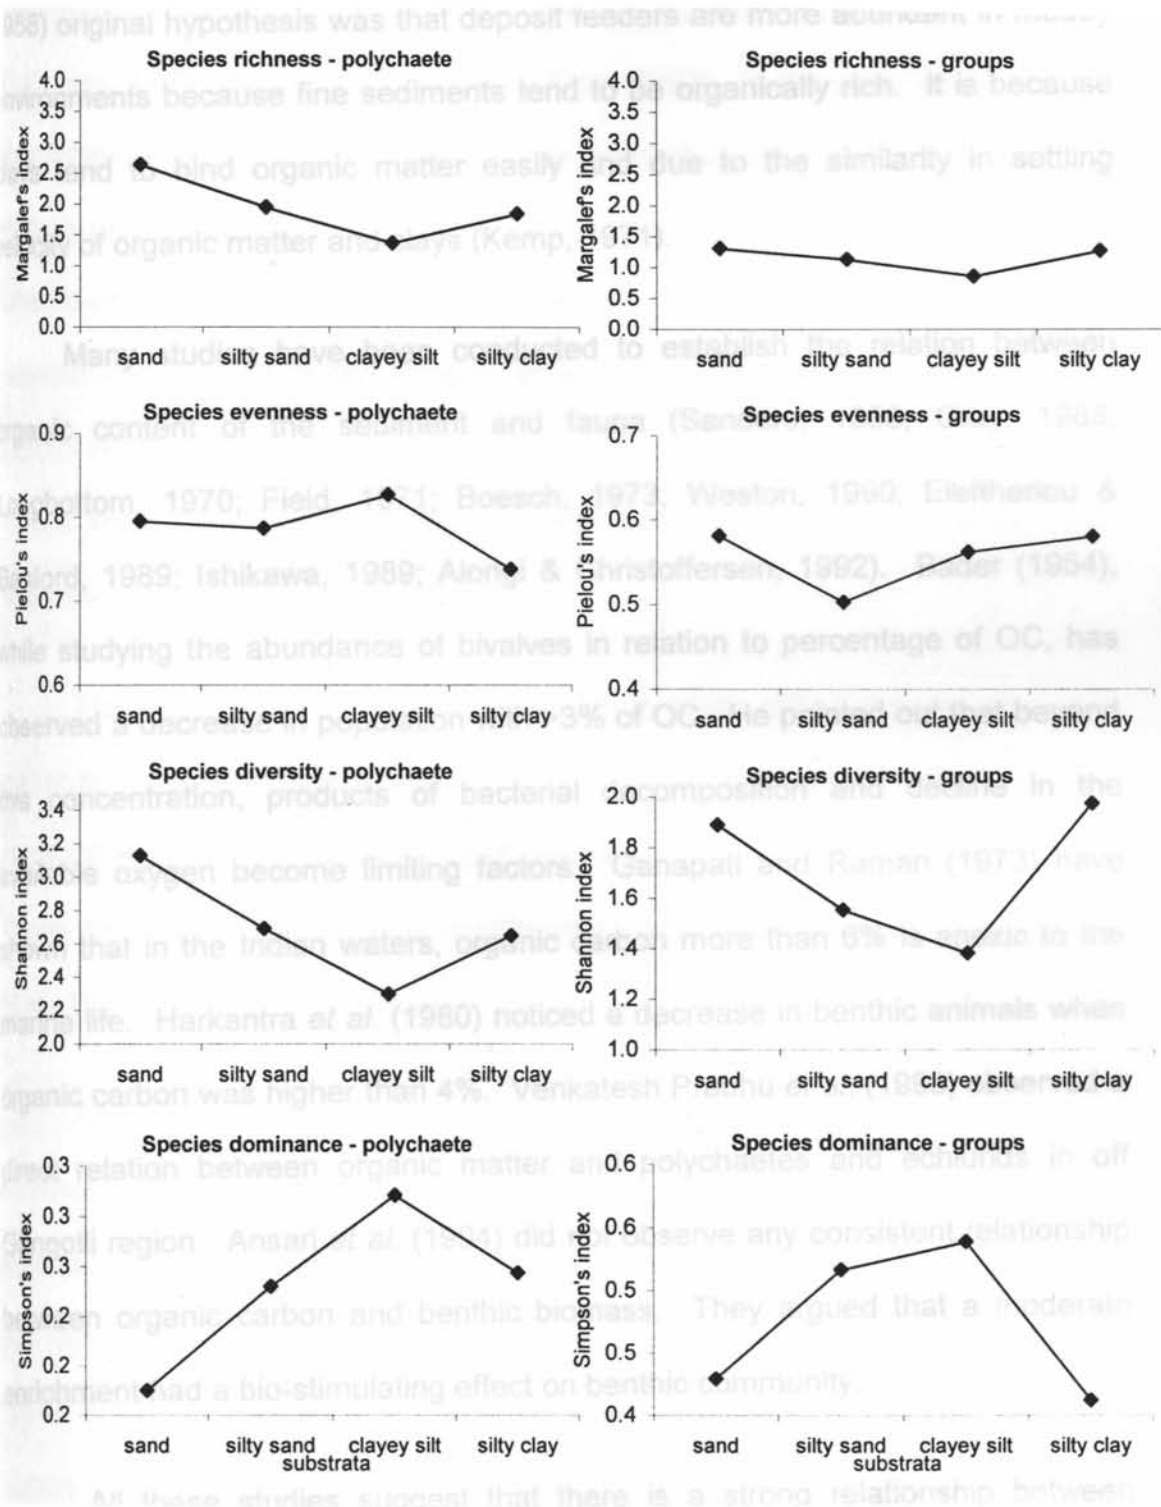 original hypothesis was that deposit feeders are more abundant in
Species richness - polychaete
Margalef's index
4.0
3.5
3.0
2.5
2.0
1.5
1.0
0.5
0.0
sand silty sand clayey silt silty clay
Species richness - groups
Margalef's index
4.0
3.5
3.0
2.5
2.0
1.5
1.0
0.5
0.0
sand silty sand clayey silt silty clay
because fine sediments tend to be organically rich. It is because
tend to bind organic matter easily and due to the similarity in settling
of organic matter and clays (Kemp,
Many studies have been conducted to establish the relation between
Species evenness - polychaete
Pielou's index
0.9
0.8
0.7
0.6
sand silty sand clayey silt silty clay
Species evenness - groups
Pielou's index
0.7
0.6
0.5
0.4
sand silty sand clayey silt silty clay
content of the sediment and fauna
1970; Field, 1971; Boesch, 1973; Weston, 1990; Eleftheriou &
1989; Ishikawa, 1989; Alongi & Christoffersen, 1992). Bader (1954),
while studying the abundance of bivalves in relation to percentage of OC, has
observed a decrease in population with >3% of OC. He pointed out that beyond
Species diversity - polychaete
Shannon index
3.4
3.2
3.0
2.8
2.6
2.4
2.2
2.0
sand silty sand clayey silt silty clay
Species diversity - groups
Shannon index
2.0
1.8
1.6
1.4
1.2
1.0
sand silty sand clayey silt silty clay
concentration, products of bacterial decomposition and decline in the
oxygen become limiting factors. Ganapati and Raman (1973) have
shown that in the Indian waters, organic carbon more than 6% is anoxic to the
marine life. Harkantra et al. (1980) noticed a decrease in benthic animals when
organic carbon was higher than 4%. Venkatesh Prabhu et al. observed a
Species dominance - polychaete
Simpson's index
0.3
0.3
0.3
0.2
0.2
0.2
sand silty sand clayey silt silty clay
substrata
Species dominance - groups
Simpson's index
0.6
0.6
0.5
0.5
0.4
sand silty sand clayey silt silty clay
substrata
relation between organic matter and polychaetes and echiurids in off
region. Ansari et al. (1994) did not observe any consistent relationship
between organic carbon and benthic biomass. They argued that a moderate
enrichment had a bio-stimulating effect on benthic community.
All these studies suggest that there is a strong relationship between